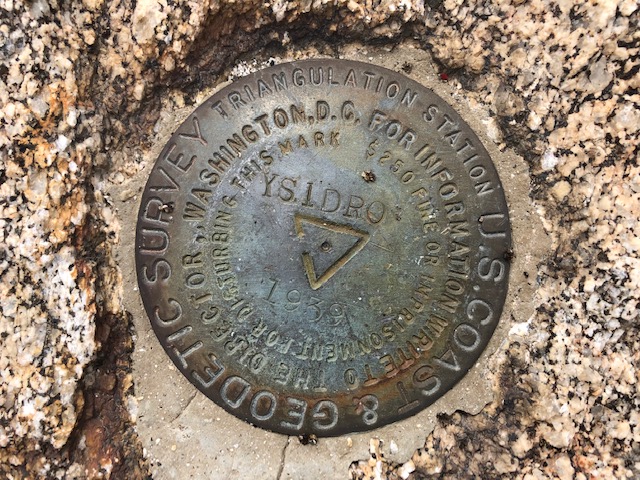 U.S. COAST & GEODETIC SURVEY
TRIANGULATION STATION
FOR INFORMATION WRITE TO THE DIRECTOR, WASHINGTON, D.C.
$250 FINE OR IMPRISONMENT FOR DISTURBING THIS MARK
YSIDRO
1939